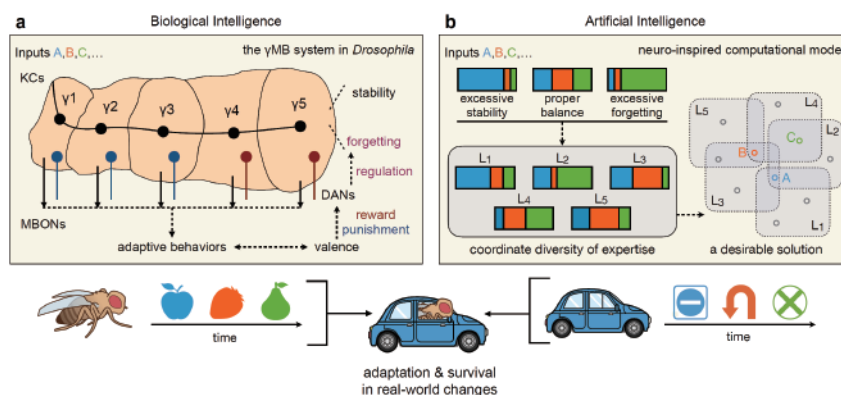 a
Biological Intelligence
Inputs A,B,C,...
the γMB system in Drosophila
KCs
γ1
γ2
γ3
γ4
γ5
stability
forgetting
regulation
DANs
reward
punishment
MBONs
adaptive behaviors
valence
b
Artificial Intelligence
Inputs A,B,C,...
neuro-inspired computational model
excessive
stability
proper
balance
excessive
forgetting
L1
L2
L3
L4
L5
coordinate diversity of expertise
L5
L4
L2
C
B
A
L3
L1
a desirable solution
time
adaptation & survival
in real-world changes
time